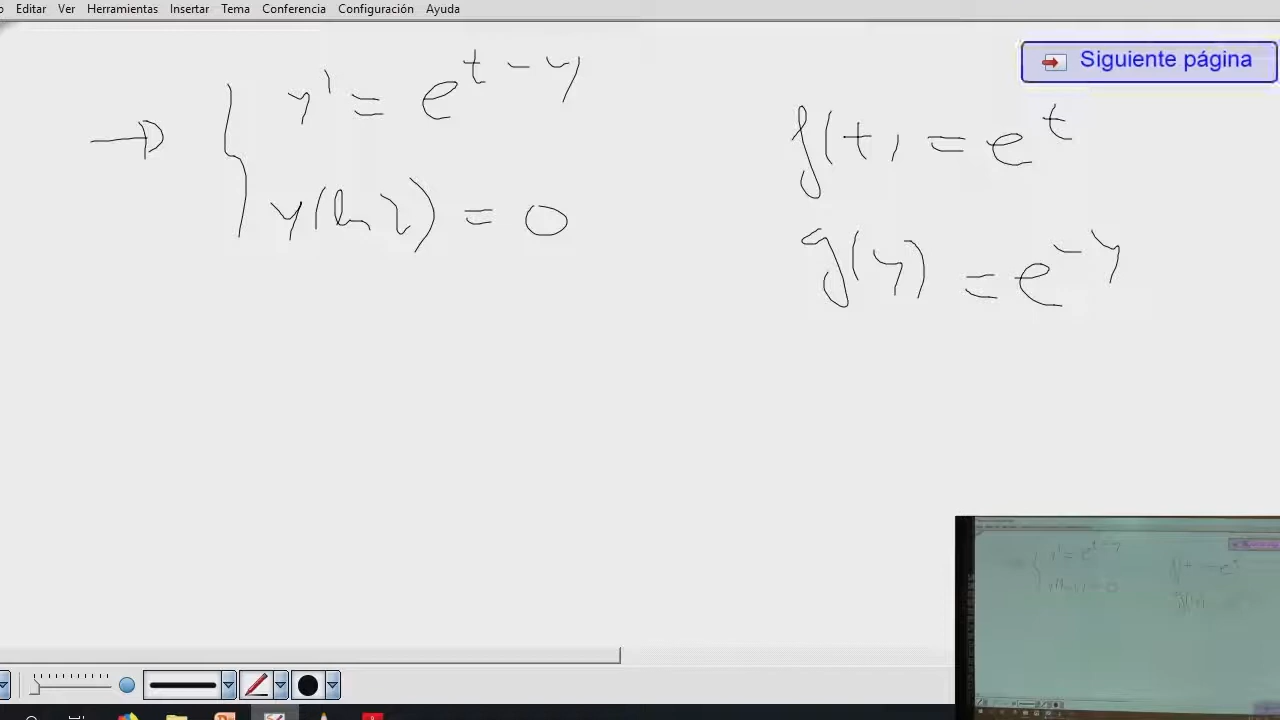 Editar Ver Herramientas Insertar Tema Conferencia Configuración Ayuda
Siguiente página
y' = e^{t-y}
y(ln 2) = 0
f(t) = e^t
g(y) = e^{-y}